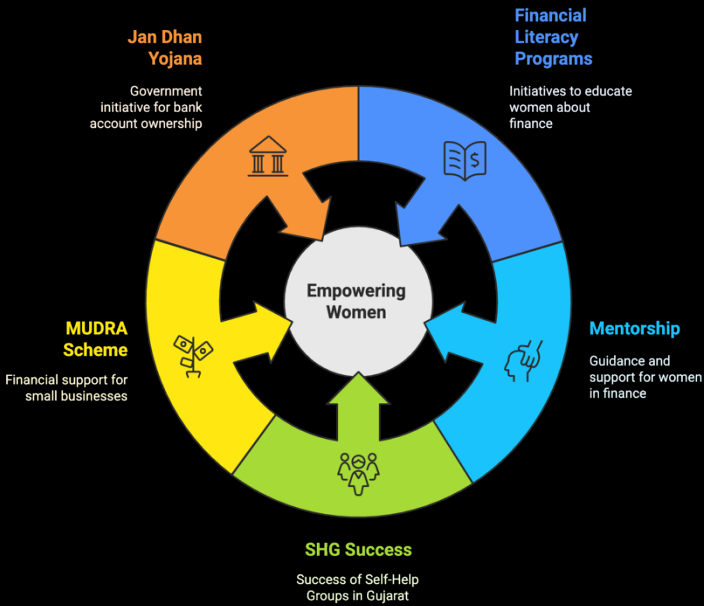 Jan Dhan
Yojana
Government
initiative for bank
account ownership
Financial
Literacy
Programs
Initiatives to educate
women about
finance
$
Empowering
Women
MUDRA
Scheme
Financial support for
small businesses
Mentorship
Guidance and
support for women
in finance
SHG Success
Success of Self-Help
Groups in Gujarat